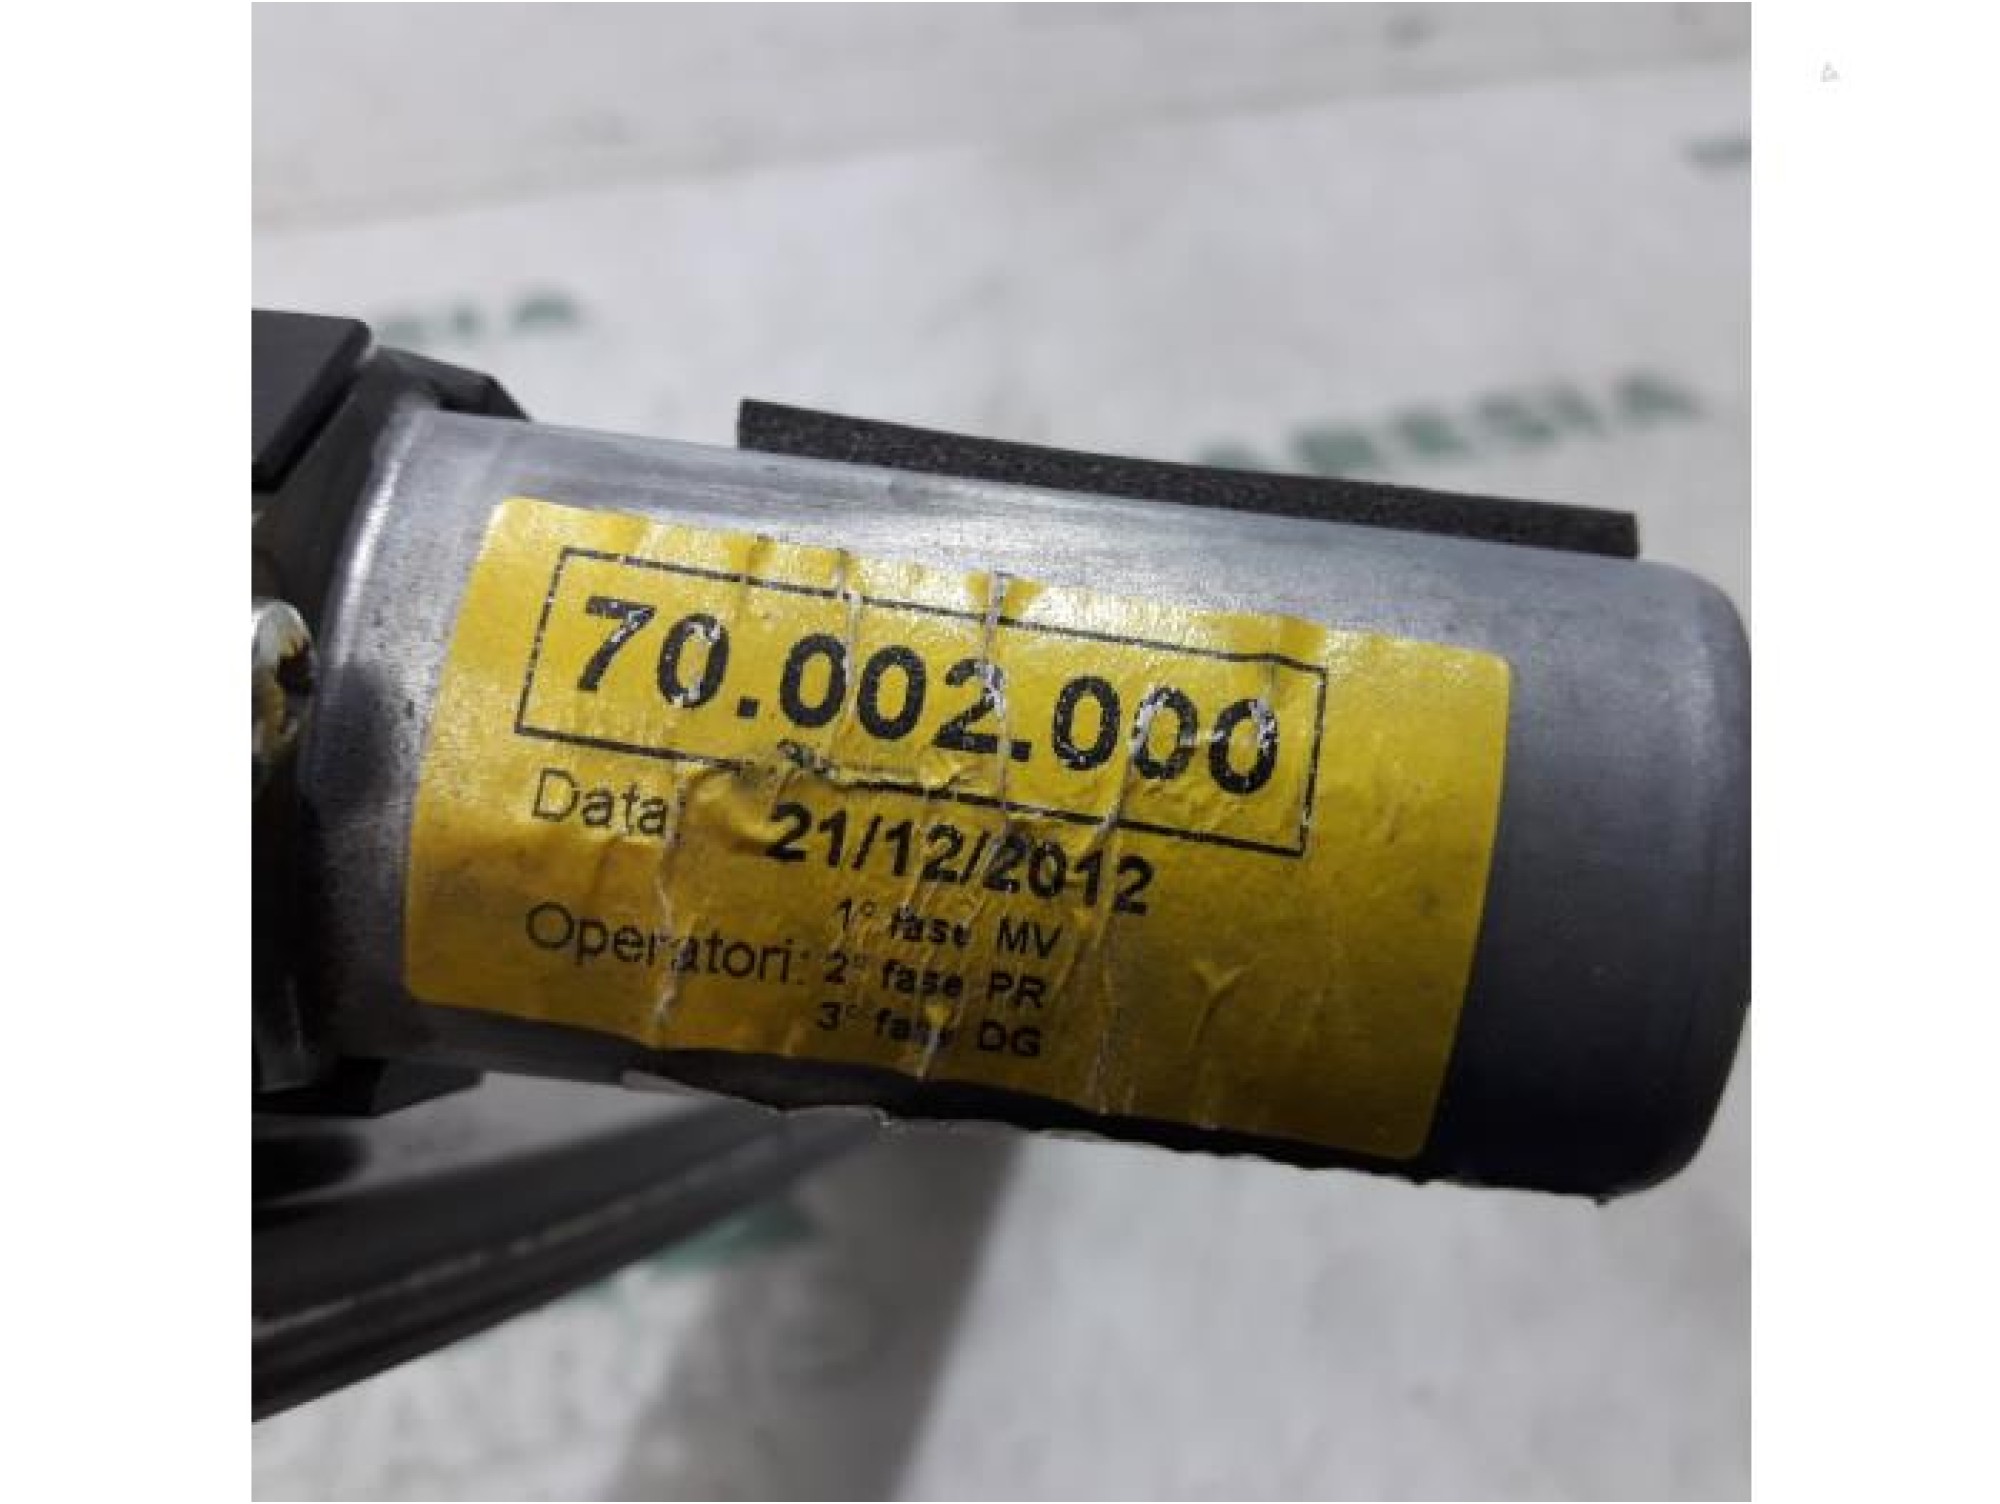 70.002.000
Data: 21/12/2012
1° fase MV
Operatori: 2° fase PR
3° fase DG